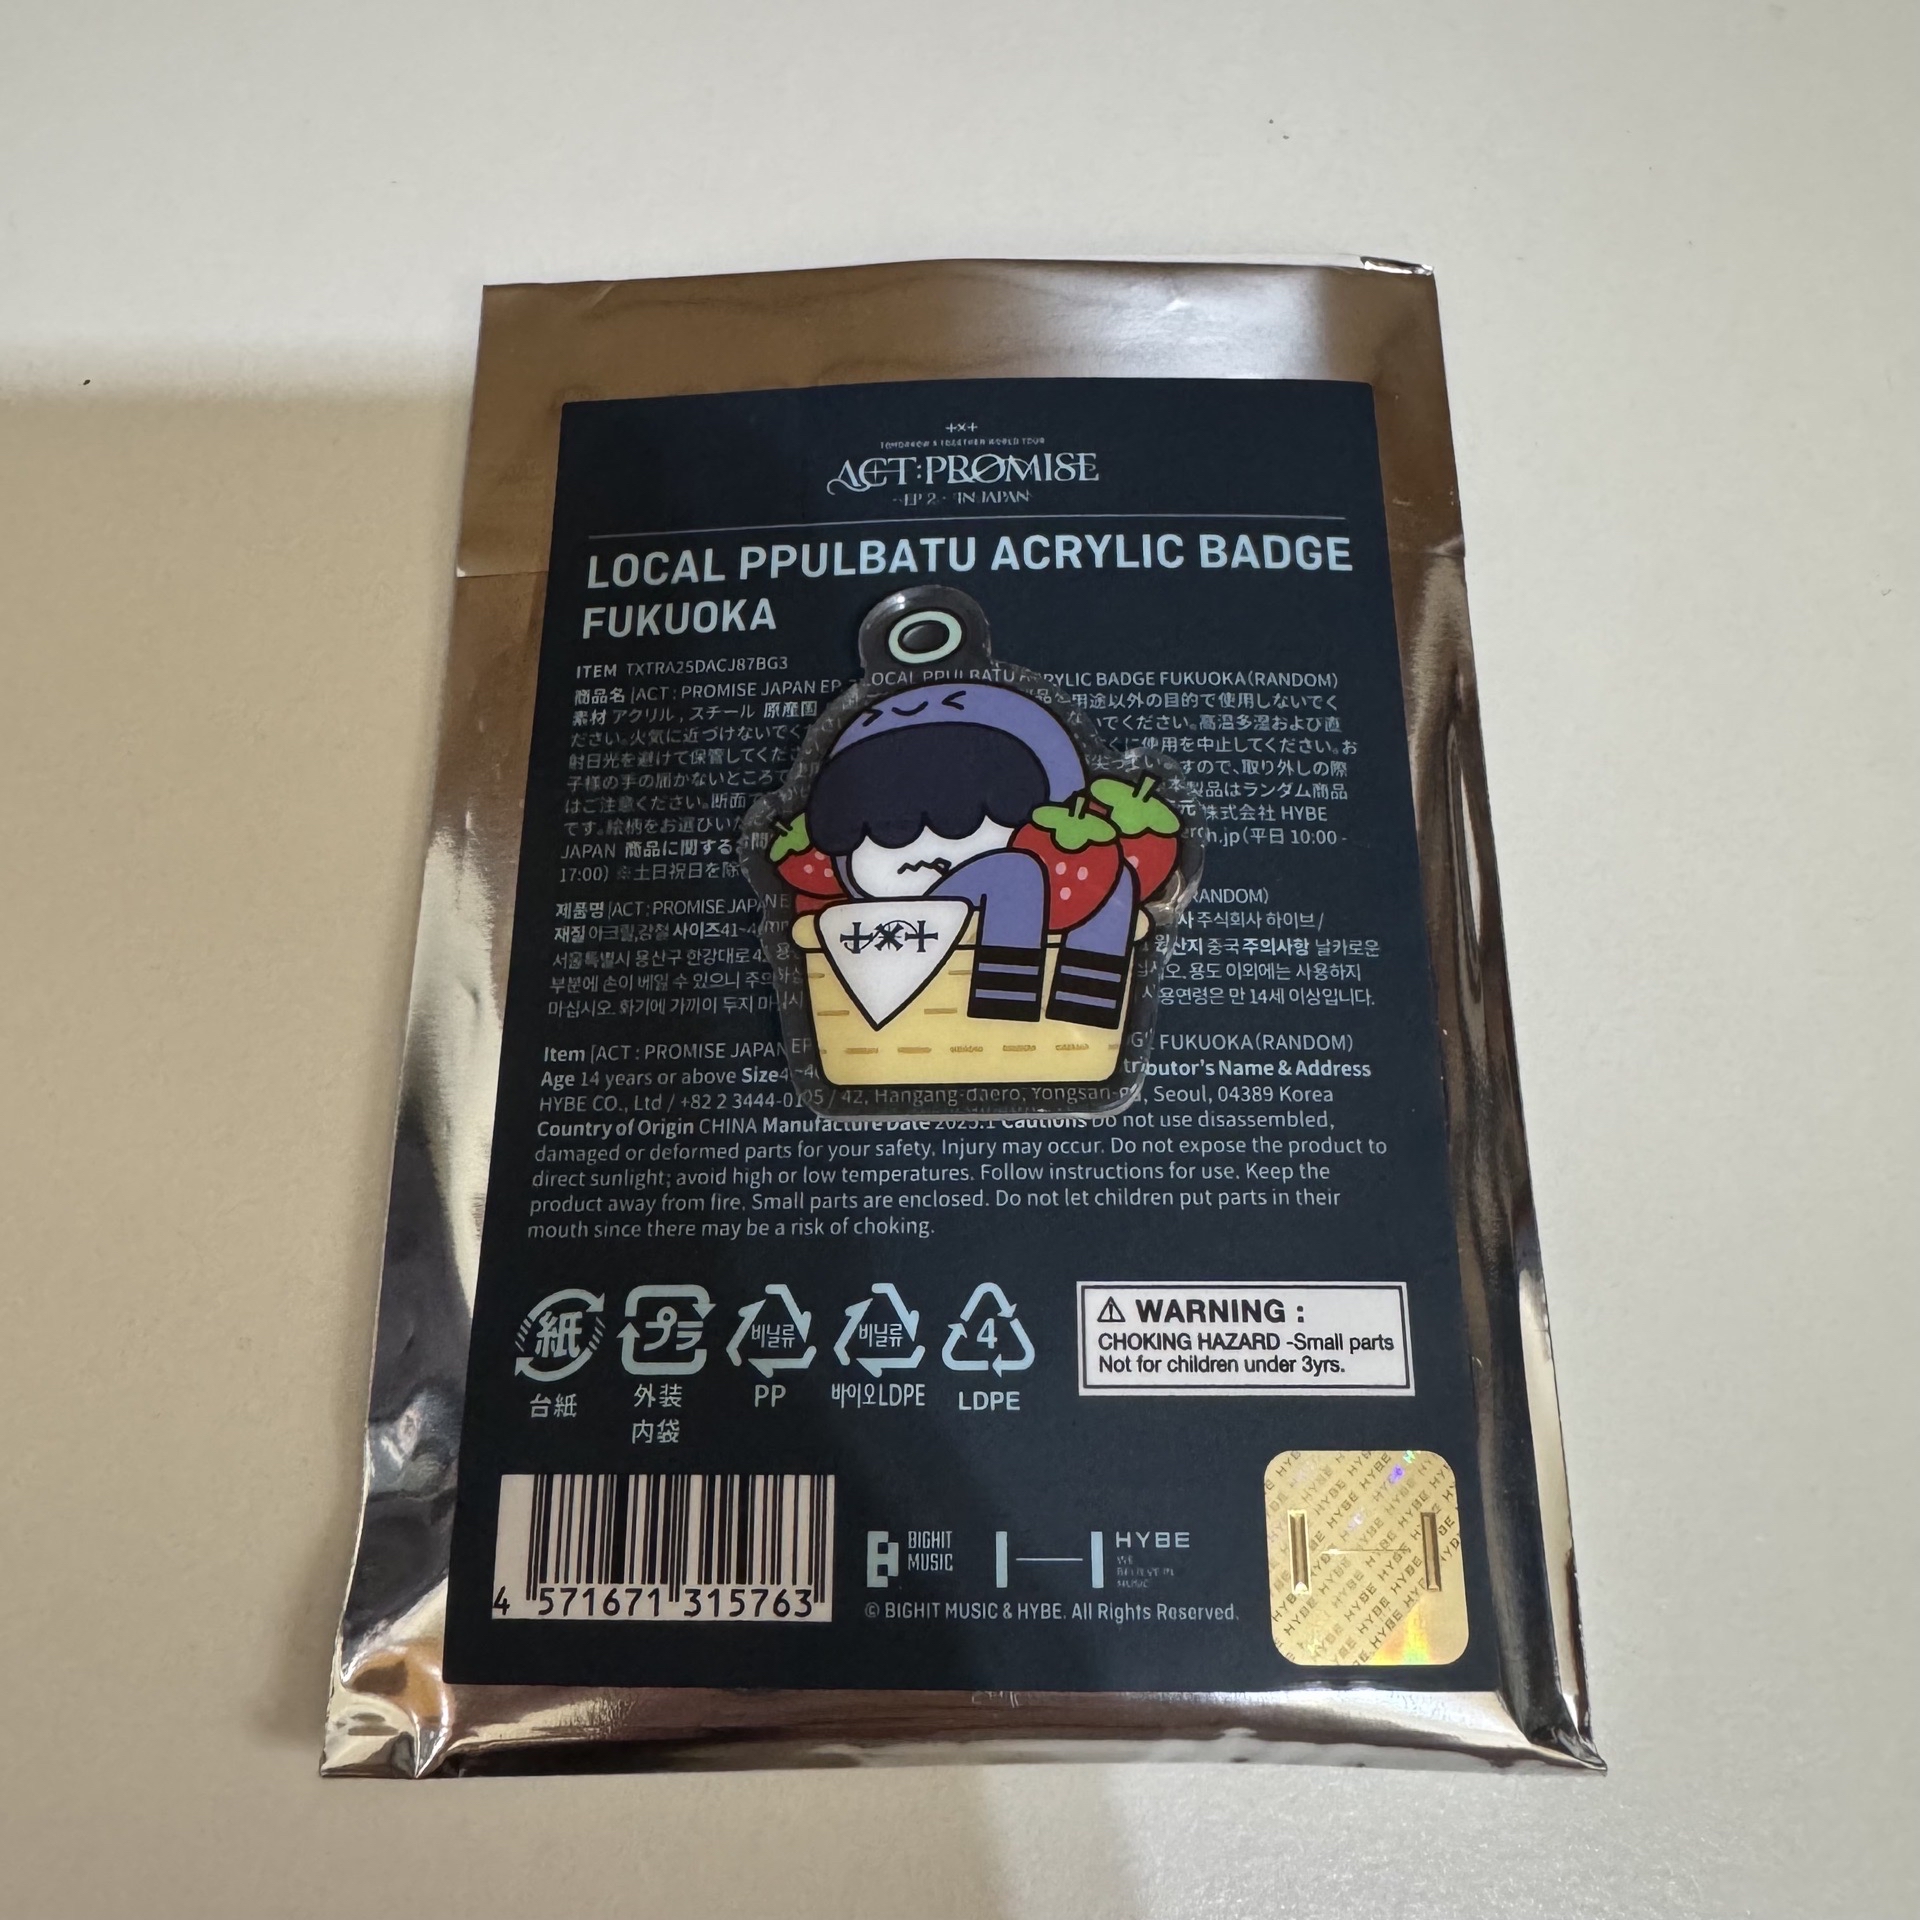 +×+
TOMORROW X TOGETHER WORLD TOUR
ACT:PROMISE
-EP 2- IN JAPAN
LOCAL PPULBATU ACRYLIC BADGE
FUKUOKA
ITEM TXTRA25DACJ87BG3
商品名 [ACT : PROMISE JAPAN EP LOCAL PPULBATU ACRYLIC BADGE FUKUOKA(RANDOM)
素材 アクリル , スチール 原産国 用途以外の目的で使用しないでく
ださい。火気に近づけないでく ないでください。高温多湿および直
射日光を避けて保管してくだ に使用を中止してください。お
子様の手の届かないところで すので、取り外しの際
はご注意ください。断面 製品はランダム商品
です。絵柄をお選びいた 元 株式会社 HYBE
JAPAN 商品に関する (平日 10:00 -
17:00) ※土日祝日を除
제품명 [ACT : PROMISE JAPAN E (RANDOM)
재질 아크릴,강철 사이즈 주식회사 하이브 /
서울특별시 용산구 한강대로 중국 주의사항 날카로운
부분에 손이 베일 수 있으니 주의 용도 이외에는 사용하지
마십시오. 화기에 가까이 두지 용연령은 만 14세 이상입니다.
Item [ACT : PROMISE JAPAN EP FUKUOKA(RANDOM)
Age 14 years or above Size Distributor's Name & Address
HYBE CO., Ltd / +82 2 3444-0105 / 42, Hangang-daero, Yongsan-gu, Seoul, 04389 Korea
Country of Origin CHINA Manufacture Date Cautions Do not use disassembled,
damaged or deformed parts for your safety. Injury may occur. Do not expose the product to
direct sunlight; avoid high or low temperatures. Follow instructions for use. Keep the
product away from fire. Small parts are enclosed. Do not let children put parts in their
mouth since there may be a risk of choking.
紙 プラ 비닐류 비닐류 4
台紙 外装 PP 바이오LDPE LDPE
内袋
⚠ WARNING :
CHOKING HAZARD -Small parts
Not for children under 3yrs.
4 571671 315763
BIGHIT
MUSIC
HYBE
WE
BELIEVE IN
MUSIC
© BIGHIT MUSIC & HYBE. All Rights Reserved.
HYBE